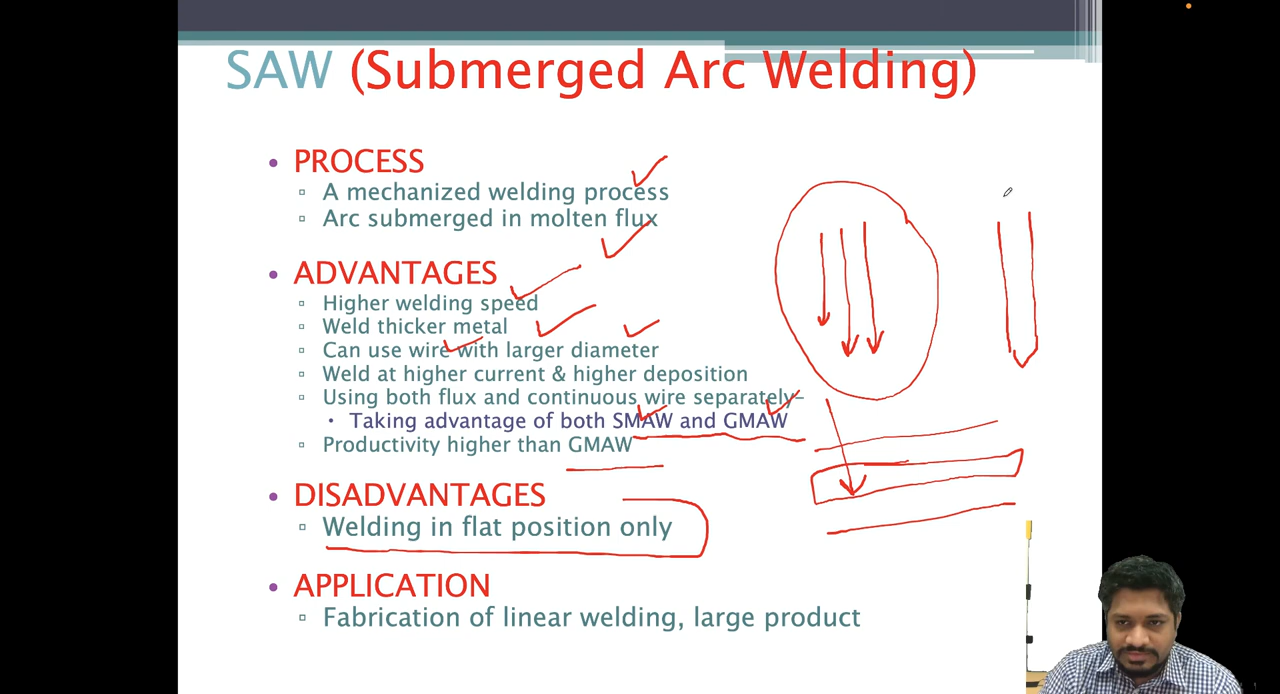 SAW (Submerged Arc Welding)
• PROCESS
▫ A mechanized welding process
▫ Arc submerged in molten flux
• ADVANTAGES
▫ Higher welding speed
▫ Weld thicker metal
▫ Can use wire with larger diameter
▫ Weld at higher current & higher deposition
▫ Using both flux and continuous wire separately–
• Taking advantage of both SMAW and GMAW
▫ Productivity higher than GMAW
• DISADVANTAGES
▫ Welding in flat position only
• APPLICATION
▫ Fabrication of linear welding, large product